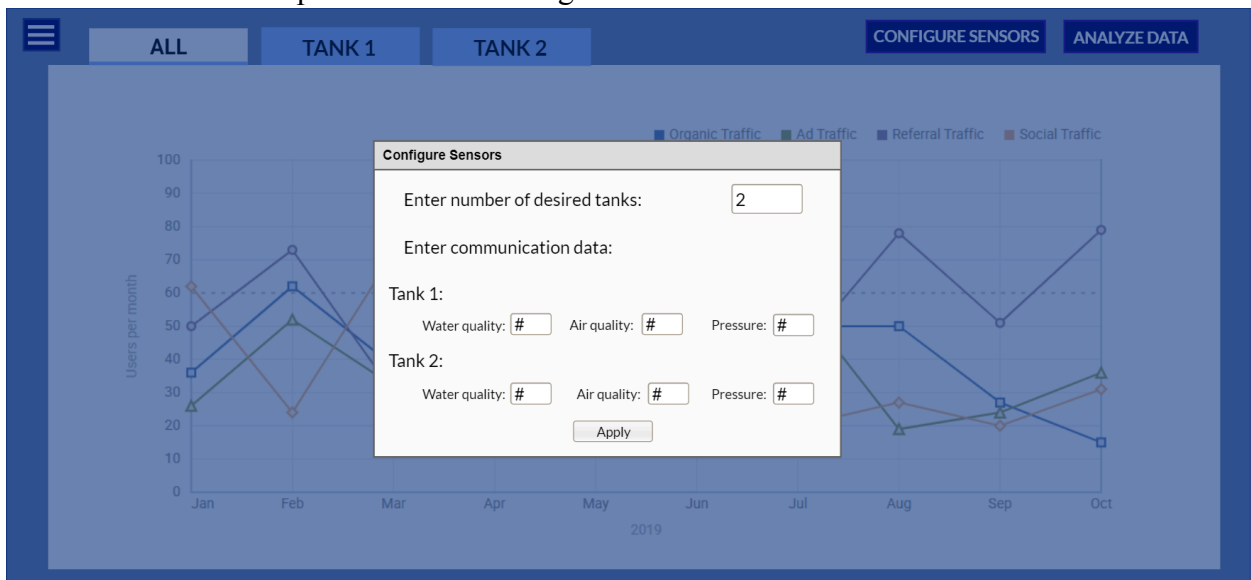 ALL TANK 1 TANK 2 CONFIGURE SENSORS ANALYZE DATA
Organic Traffic Ad Traffic Referral Traffic Social Traffic
Configure Sensors
Enter number of desired tanks: 2
Enter communication data:
Tank 1:
Water quality: # Air quality: # Pressure: #
Tank 2:
Water quality: # Air quality: # Pressure: #
Apply
Users per month
100
90
80
70
60
50
40
30
20
10
0
Jan Feb Mar Apr May Jun Jul Aug Sep Oct
2019